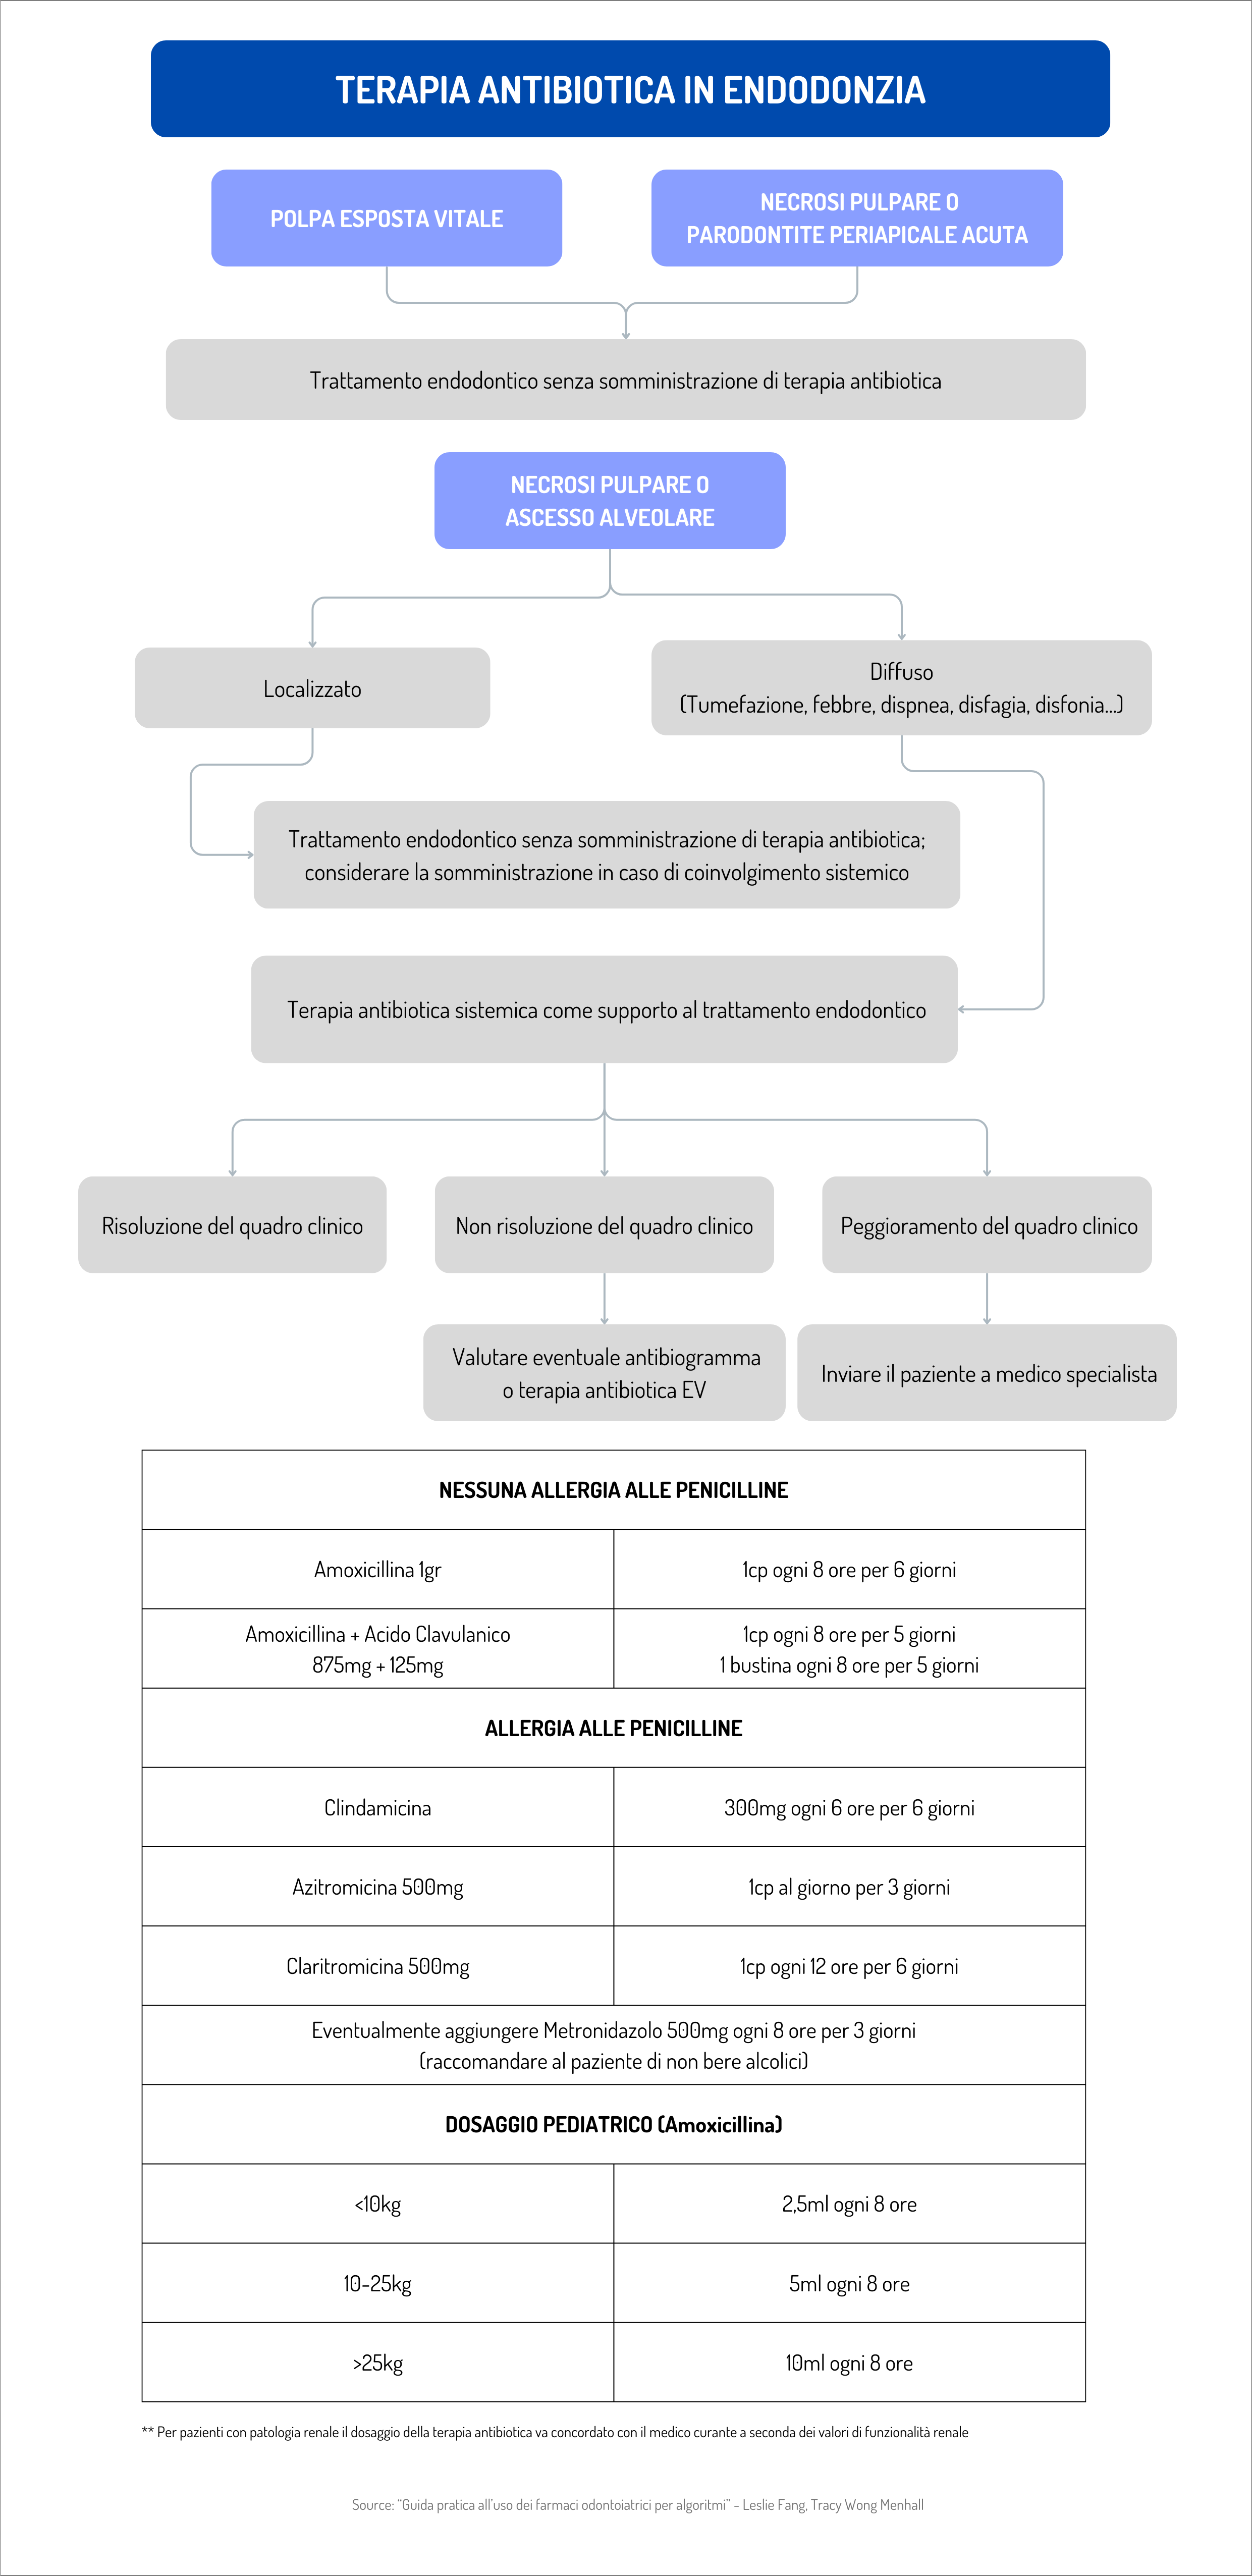 TERAPIA ANTIBIOTICA IN ENDODONZIA
POLPA ESPOSTA VITALE
NECROSI PULPARE O
PARODONTITE PERIAPICALE ACUTA
Trattamento endodontico senza somministrazione di terapia antibiotica
NECROSI PULPARE O
ASCESSO ALVEOLARE
Localizzato
Diffuso
(Tumefazione, febbre, dispnea, disfagia, disfonia...)
Trattamento endodontico senza somministrazione di terapia antibiotica;
considerare la somministrazione in caso di coinvolgimento sistemico
Terapia antibiotica sistemica come supporto al trattamento endodontico
Risoluzione del quadro clinico
Non risoluzione del quadro clinico
Peggioramento del quadro clinico
Valutare eventuale antibiogramma
o terapia antibiotica EV
Inviare il paziente a medico specialista
NESSUNA ALLERGIA ALLE PENICILLINE
Amoxicillina 1gr
1cp ogni 8 ore per 6 giorni
Amoxicillina + Acido Clavulanico
875mg + 125mg
1cp ogni 8 ore per 5 giorni
1 bustina ogni 8 ore per 5 giorni
ALLERGIA ALLE PENICILLINE
Clindamicina
300mg ogni 6 ore per 6 giorni
Azitromicina 500mg
1cp al giorno per 3 giorni
Claritromicina 500mg
1cp ogni 12 ore per 6 giorni
Eventualmente aggiungere Metronidazolo 500mg ogni 8 ore per 3 giorni
(raccomandare al paziente di non bere alcolici)
DOSAGGIO PEDIATRICO (Amoxicillina)
<10kg
2,5ml ogni 8 ore
10-25kg
5ml ogni 8 ore
>25kg
10ml ogni 8 ore
** Per pazienti con patologia renale il dosaggio della terapia antibiotica va concordato con il medico curante a seconda dei valori di funzionalità renale
Source: “Guida pratica all'uso dei farmaci odontoiatrici per algoritmi” - Leslie Fang, Tracy Wong Menhall